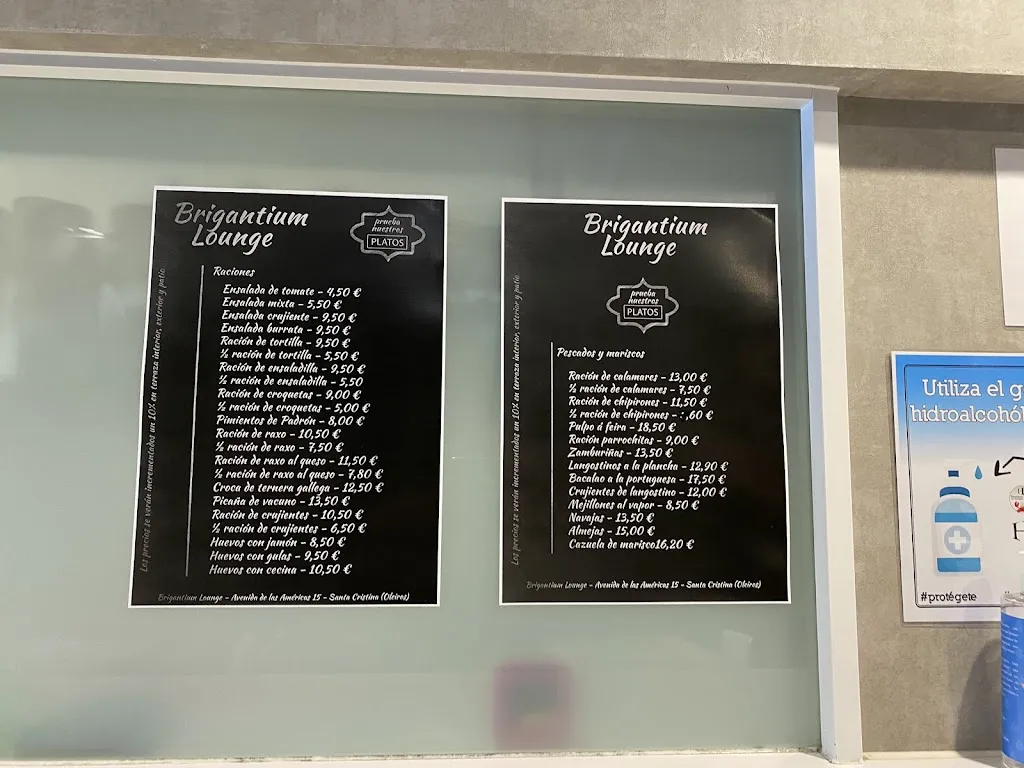 Brigantium
Lounge
prueba
nuestros
PLATOS
Raciones
Ensalada de tomate - 4,50 €
Ensalada mixta - 5,50 €
Ensalada crujiente - 9,50 €
Ensalada burrata - 9,50 €
Ración de tortilla - 9,50 €
½ ración de tortilla - 5,50 €
Ración de ensaladilla - 9,50 €
½ ración de ensaladilla - 5,50
Ración de croquetas - 9,00 €
½ ración de croquetas - 5,00 €
Pimientos de Padrón - 8,00 €
Ración de raxo - 10,50 €
½ ración de raxo - 7,50 €
Ración de raxo al queso - 11,50 €
½ ración de raxo al queso - 7,80 €
Croca de ternera gallega - 12,50 €
Picaña de vacuno - 13,50 €
Ración de crujientes - 10,50 €
½ ración de crujientes - 6,50 €
Huevos con jamón - 8,50 €
Huevos con gulas - 9,50 €
Huevos con cecina - 10,50 €
Los precios se verán incrementados un 10% en terraza interior, exterior y patio.
Brigantium Lounge - Avenida de las Américas 15 - Santa Cristina (Oleiros)
Brigantium
Lounge
prueba
nuestros
PLATOS
Pescados y mariscos
Ración de calamares - 13,00 €
½ ración de calamares - 7,50 €
Ración de chipirones - 11,50 €
½ ración de chipirones - ,60 €
Pulpo á feira - 18,50 €
Ración parrochitas - 9,00 €
Zamburiñas - 13,50 €
Langostinos a la plancha - 12,90 €
Bacalao a la portuguesa - 17,50 €
Crujientes de langostino - 12,00 €
Mejillones al vapor - 8,50 €
Navajas - 13,50 €
Almejas - 15,00 €
Cazuela de marisco16,20 €
Los precios se verán incrementados un 10% en terraza interior, exterior y patio.
Brigantium Lounge - Avenida de las Américas 15 - Santa Cristina (Oleiros)
Utiliza el g
hidroalcohól
#protégete